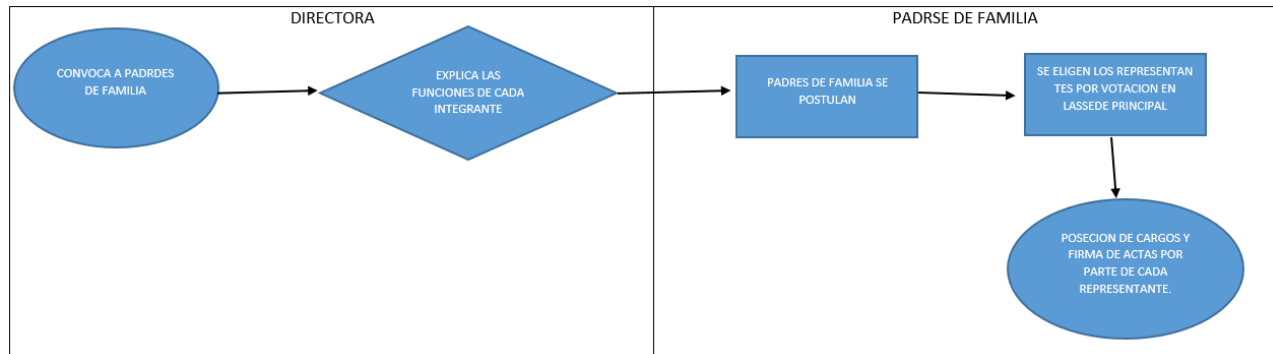 DIRECTORA
PADRSE DE FAMILIA
CONVOCA A PADRDES
DE FAMILIA
EXPLICA LAS
FUNCIONES DE CADA
INTEGRANTE
PADRES DE FAMILIA SE
POSTULAN
SE ELIGEN LOS REPRESENTAN
TES POR VOTACION EN
LASSEDE PRINCIPAL
POSECION DE CARGOS Y
FIRMA DE ACTAS POR
PARTE DE CADA
REPRESENTANTE.